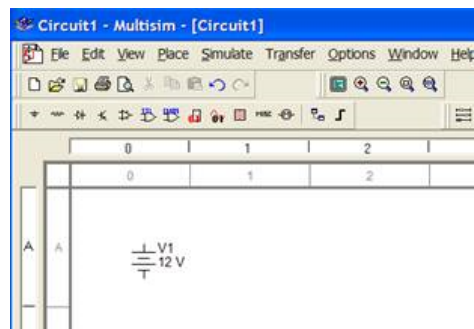 Circuit1 - Multisim - [Circuit1]
File Edit View Place Simulate Transfer Options Window Help
0 1 2
0 1 2
A A
V1
12 V